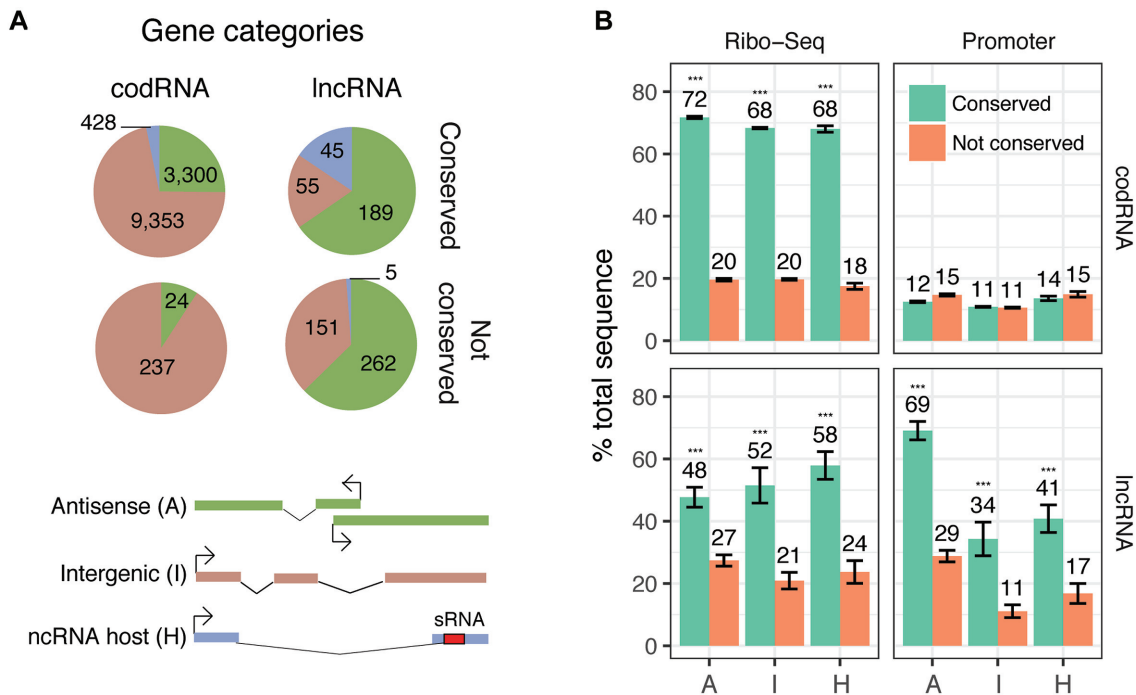 A
Gene categories
codRNA
lncRNA
428
3,300
9,353
45
55
189
Conserved
24
237
5
151
262
Not
conserved
Antisense (A)
Intergenic (I)
ncRNA host (H)
sRNA
B
Ribo-Seq
Promoter
% total sequence
80
60
40
20
0
***
72
***
68
***
68
20
20
18
Conserved
Not conserved
12
15
11
11
14
15
codRNA
80
60
40
20
0
***
48
***
52
***
58
27
21
24
***
69
***
34
***
41
29
11
17
lncRNA
A
I
H
A
I
H